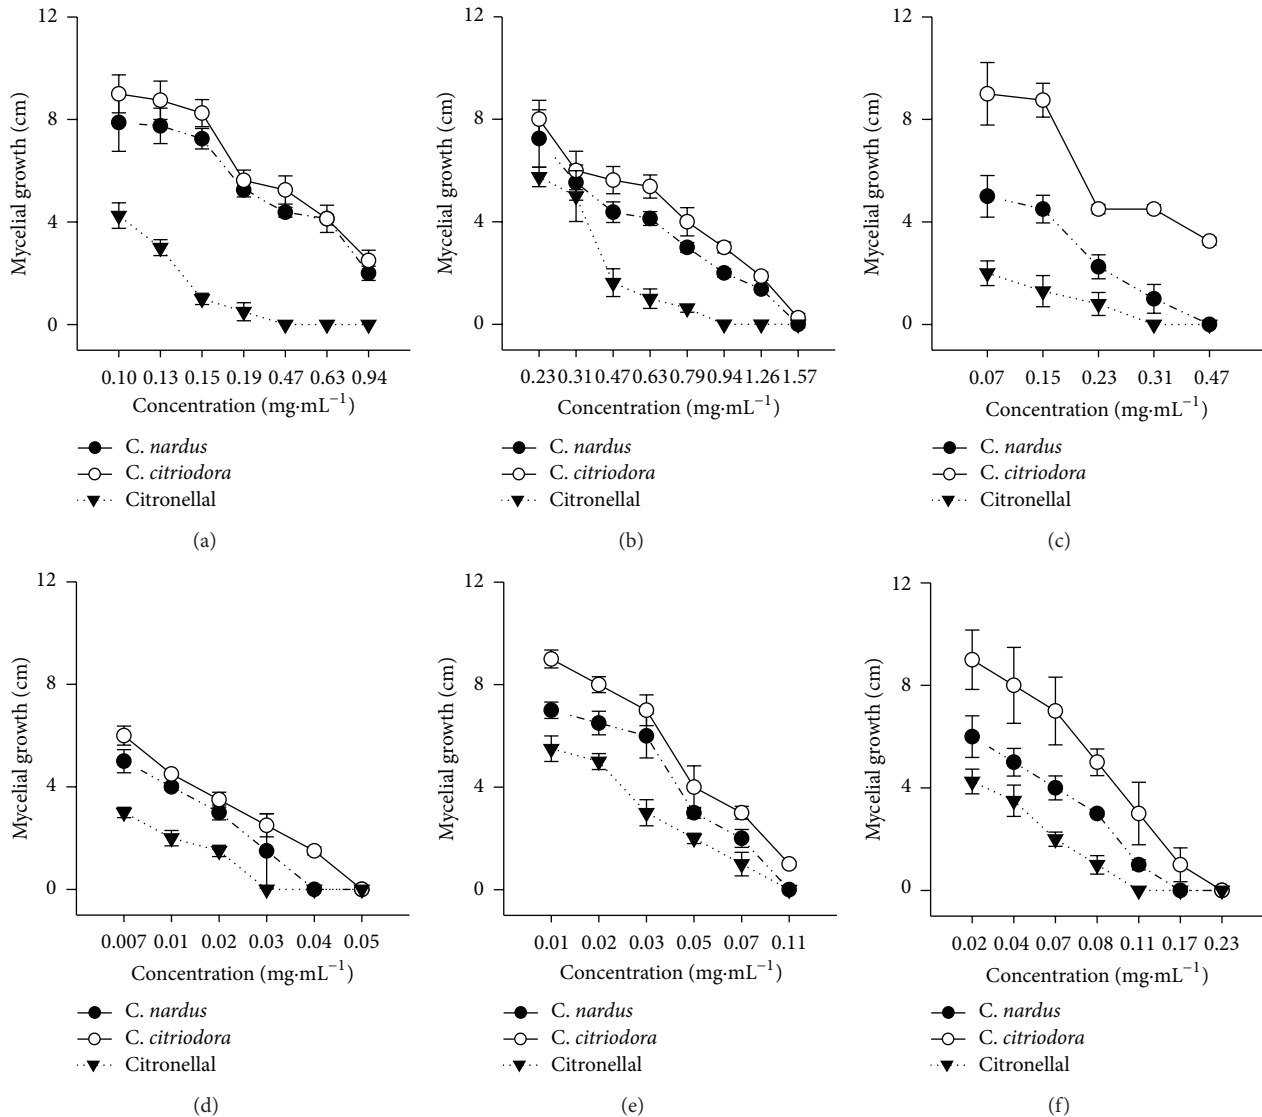 12
8
4
0
Mycelial growth (cm)
0.10 0.13 0.15 0.19 0.47 0.63 0.94
Concentration (mg·mL⁻¹)
C. nardus
C. citriodora
Citronellal
(a)
12
8
4
0
Mycelial growth (cm)
0.23 0.31 0.47 0.63 0.79 0.94 1.26 1.57
Concentration (mg·mL⁻¹)
C. nardus
C. citriodora
Citronellal
(b)
12
8
4
0
Mycelial growth (cm)
0.07 0.15 0.23 0.31 0.47
Concentration (mg·mL⁻¹)
C. nardus
C. citriodora
Citronellal
(c)
12
8
4
0
Mycelial growth (cm)
0.007 0.01 0.02 0.03 0.04 0.05
Concentration (mg·mL⁻¹)
C. nardus
C. citriodora
Citronellal
(d)
12
8
4
0
Mycelial growth (cm)
0.01 0.02 0.03 0.05 0.07 0.11
Concentration (mg·mL⁻¹)
C. nardus
C. citriodora
Citronellal
(e)
12
8
4
0
Mycelial growth (cm)
0.02 0.04 0.07 0.08 0.11 0.17 0.23
Concentration (mg·mL⁻¹)
C. nardus
C. citriodora
Citronellal
(f)